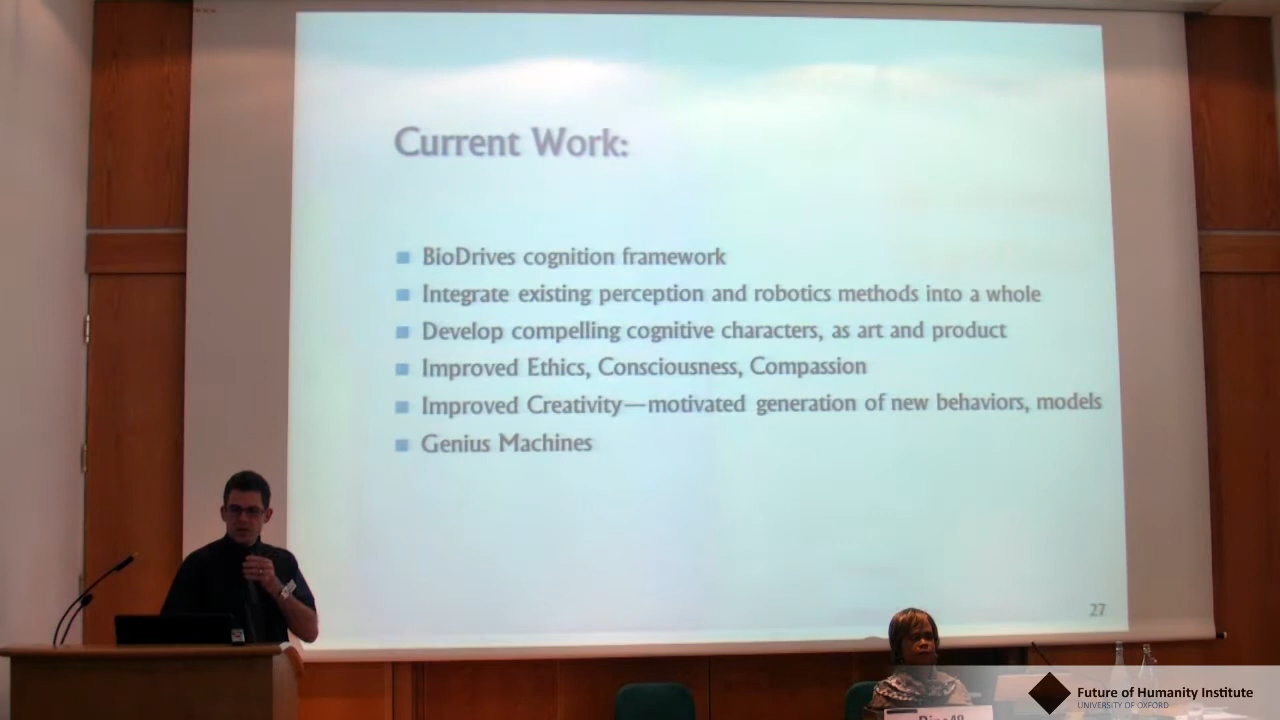 Current Work:
BioDrives cognition framework
Integrate existing perception and robotics methods into a whole
Develop compelling cognitive characters, as art and product
Improved Ethics, Consciousness, Compassion
Improved Creativity—motivated generation of new behaviors, models
Genius Machines
27
Future of Humanity Institute
UNIVERSITY OF OXFORD